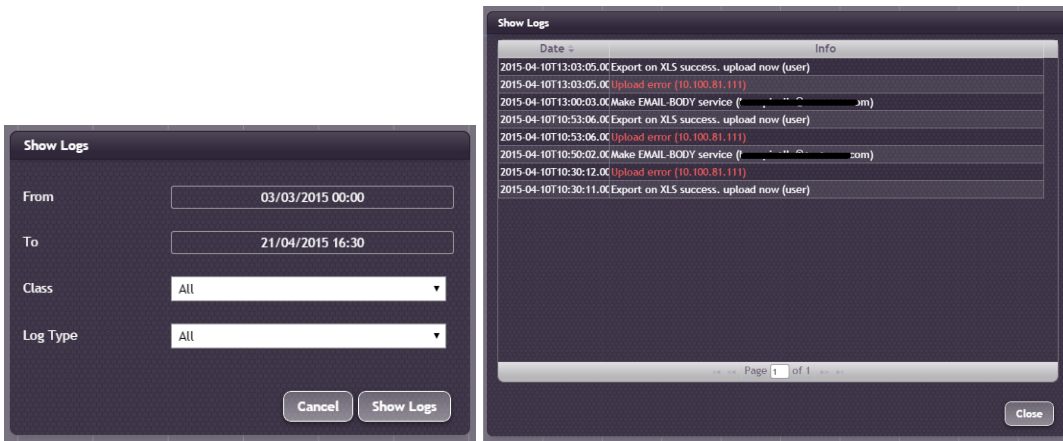 Show Logs
From 03/03/2015 00:00
To 21/04/2015 16:30
Class All
Log Type All
Cancel Show Logs
Show Logs
Date Info
2015-04-10T13:03:05.00 Export on XLS success. upload now (user)
2015-04-10T13:03:05.00 Upload error (10.100.81.111)
2015-04-10T13:00:03.00 Make EMAIL-BODY service ( om)
2015-04-10T10:53:06.00 Export on XLS success. upload now (user)
2015-04-10T10:53:06.00 Upload error (10.100.81.111)
2015-04-10T10:50:02.00 Make EMAIL-BODY service ( com)
2015-04-10T10:30:12.00 Upload error (10.100.81.111)
2015-04-10T10:30:11.00 Export on XLS success. upload now (user)
Page 1 of 1
Close